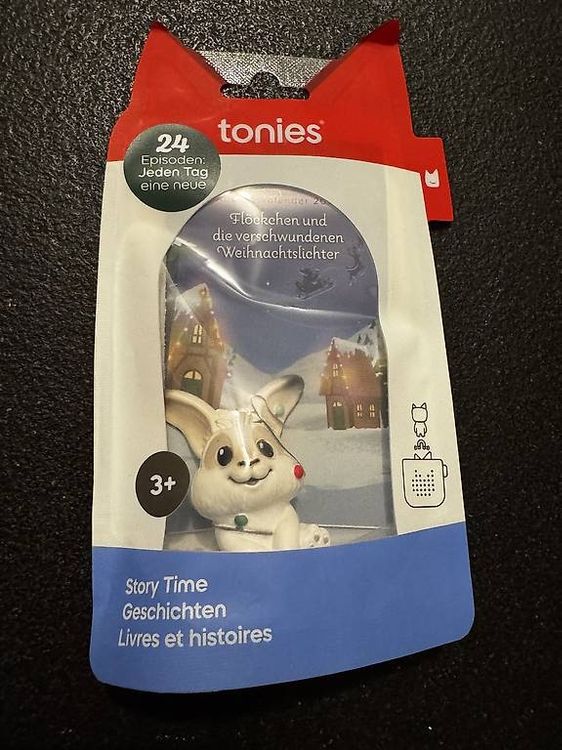 tonies®
24
Episoden:
Jeden Tag
eine neue
Flöckchen und
die verschwundenen
Weihnachtslichter
3+
Story Time
Geschichten
Livres et histoires